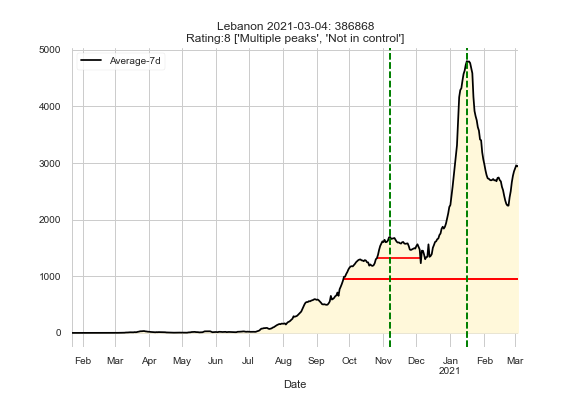 Lebanon 2021-03-04: 386868
Rating:8 ['Multiple peaks', 'Not in control']
Average-7d
5000
4000
3000
2000
1000
0
Feb Mar Apr May Jun Jul Aug Sep Oct Nov Dec Jan Feb Mar
2021
Date